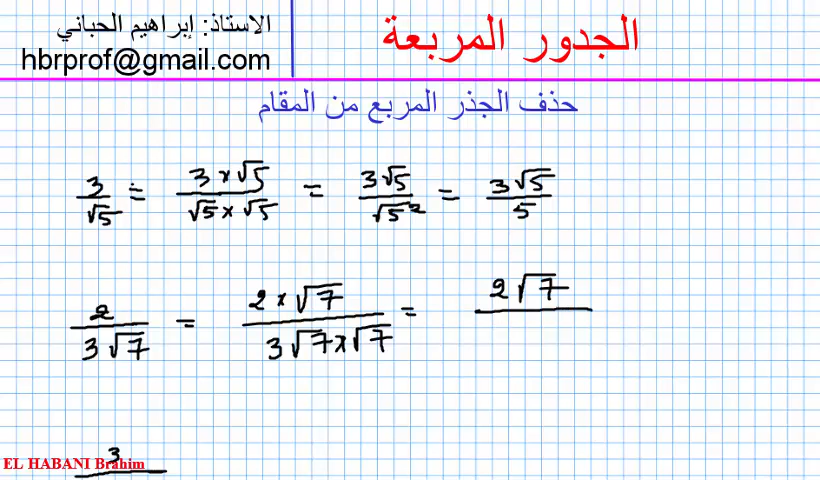 الجدور المربعة
الاستاذ: إبراهيم الحباني
hbrprof@gmail.com
حذف الجذر المربع من المقام
3/√5 = 3×√5/√5×√5 = 3√5/√5² = 3√5/5
2/3√7 = 2×√7/3√7×√7 = 2√7
3
EL HABANI Brahim